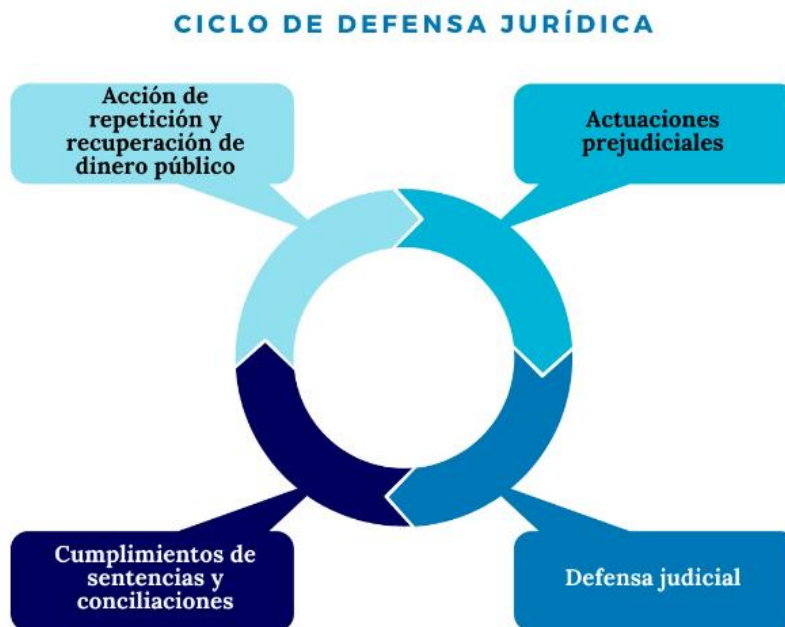 CICLO DE DEFENSA JURÍDICA
Acción de
repetición y
recuperación de
dinero público
Actuaciones
prejudiciales
Cumplimientos de
sentencias y
conciliaciones
Defensa judicial